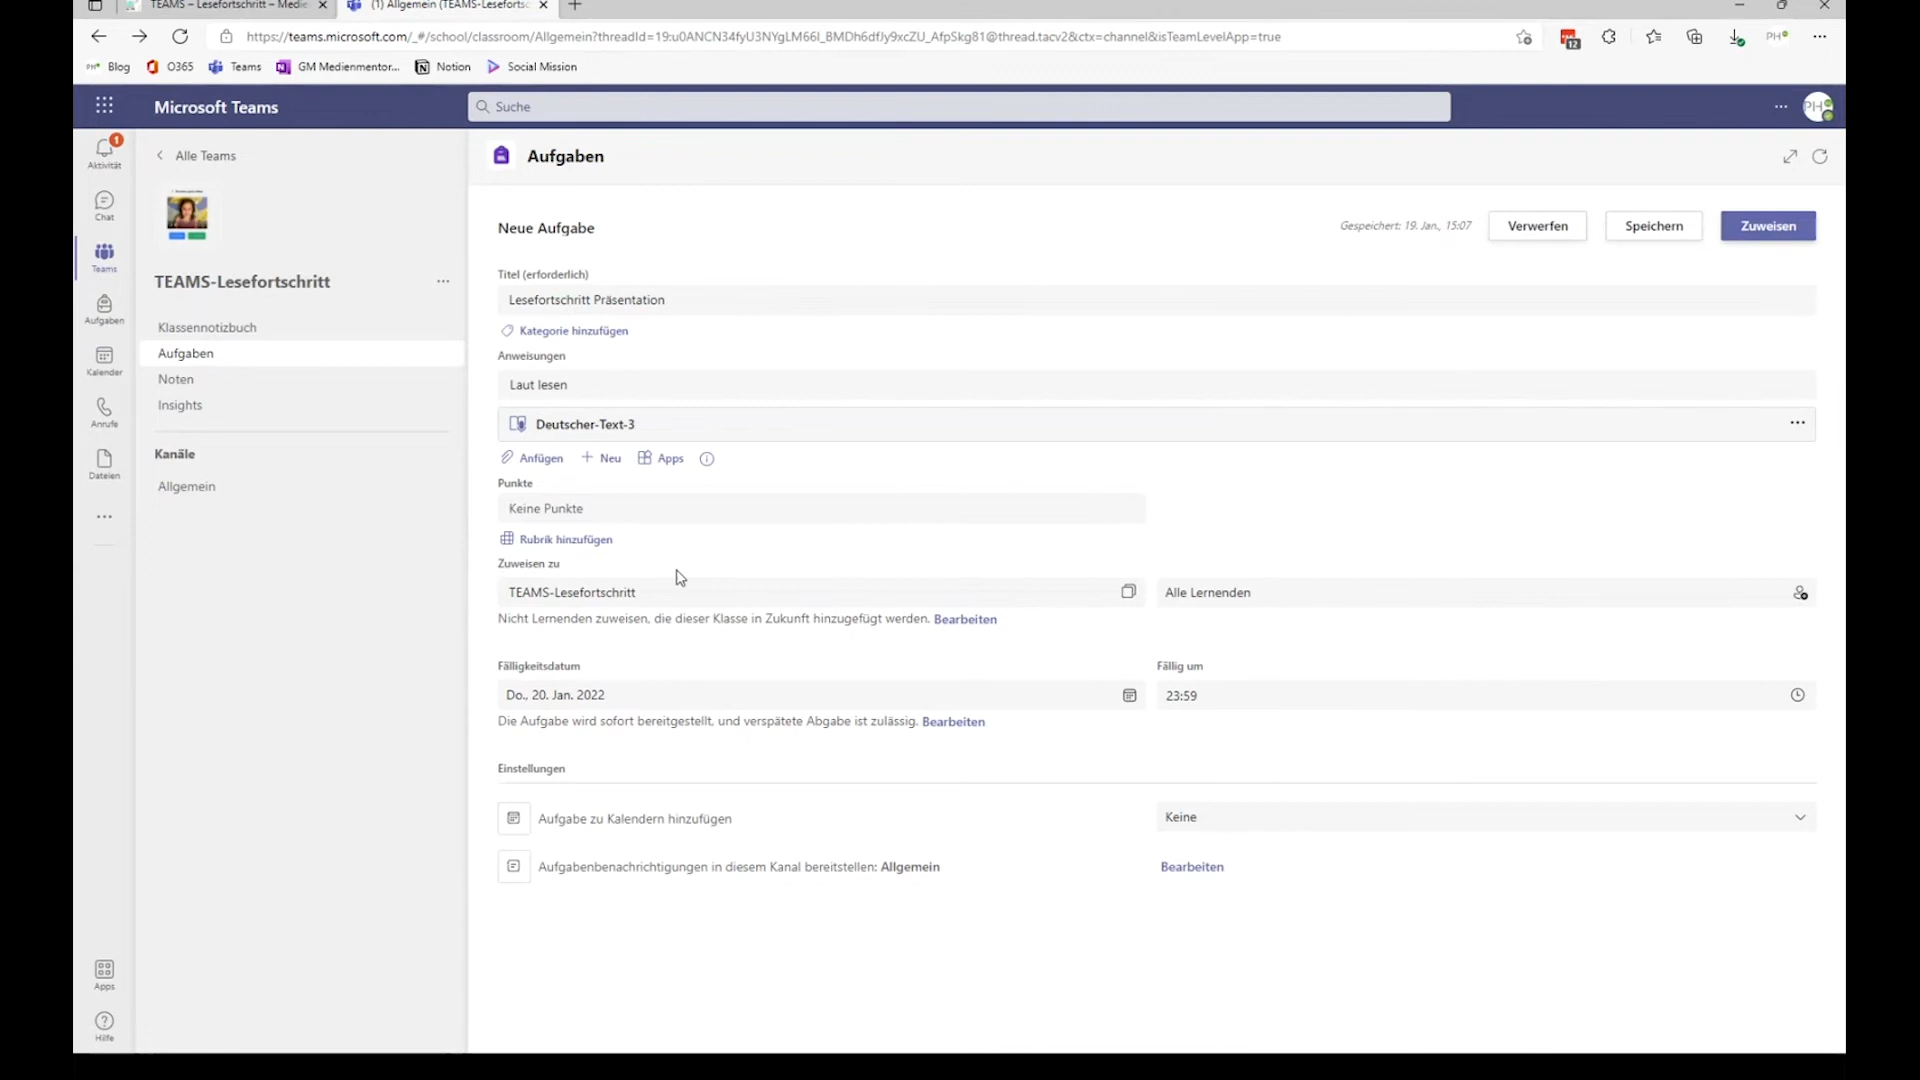 TEAMS – Lesefortschritt – Medie
(1) Allgemein (TEAMS-Lesefortsc
https://teams.microsoft.com/_#/school/classroom/Allgemein?threadId=19:u0ANCN34fyU3NYgLM66I_BMDh6dfJy9xcZU_AfpSkg81@thread.tacv2&ctx=channel&isTeamLevelApp=true
12
PH
PH Blog
O365
Teams
GM Medienmentor...
Notion
Social Mission
Microsoft Teams
Suche
PH
1
Aktivität
Chat
Teams
Aufgaben
Kalender
Anrufe
Dateien
Apps
Hilfe
Alle Teams
TEAMS-Lesefortschritt
Klassennotizbuch
Aufgaben
Noten
Insights
Kanäle
Allgemein
Aufgaben
Neue Aufgabe
Gespeichert: 19. Jan., 15:07
Verwerfen
Speichern
Zuweisen
Titel (erforderlich)
Lesefortschritt Präsentation
Kategorie hinzufügen
Anweisungen
Laut lesen
Deutscher-Text-3
Anfügen
Neu
Apps
Punkte
Keine Punkte
Rubrik hinzufügen
Zuweisen zu
TEAMS-Lesefortschritt
Alle Lernenden
Nicht Lernenden zuweisen, die dieser Klasse in Zukunft hinzugefügt werden. Bearbeiten
Fälligkeitsdatum
Fällig um
Do., 20. Jan. 2022
23:59
Die Aufgabe wird sofort bereitgestellt, und verspätete Abgabe ist zulässig. Bearbeiten
Einstellungen
Aufgabe zu Kalendern hinzufügen
Keine
Aufgabenbenachrichtigungen in diesem Kanal bereitstellen: Allgemein
Bearbeiten